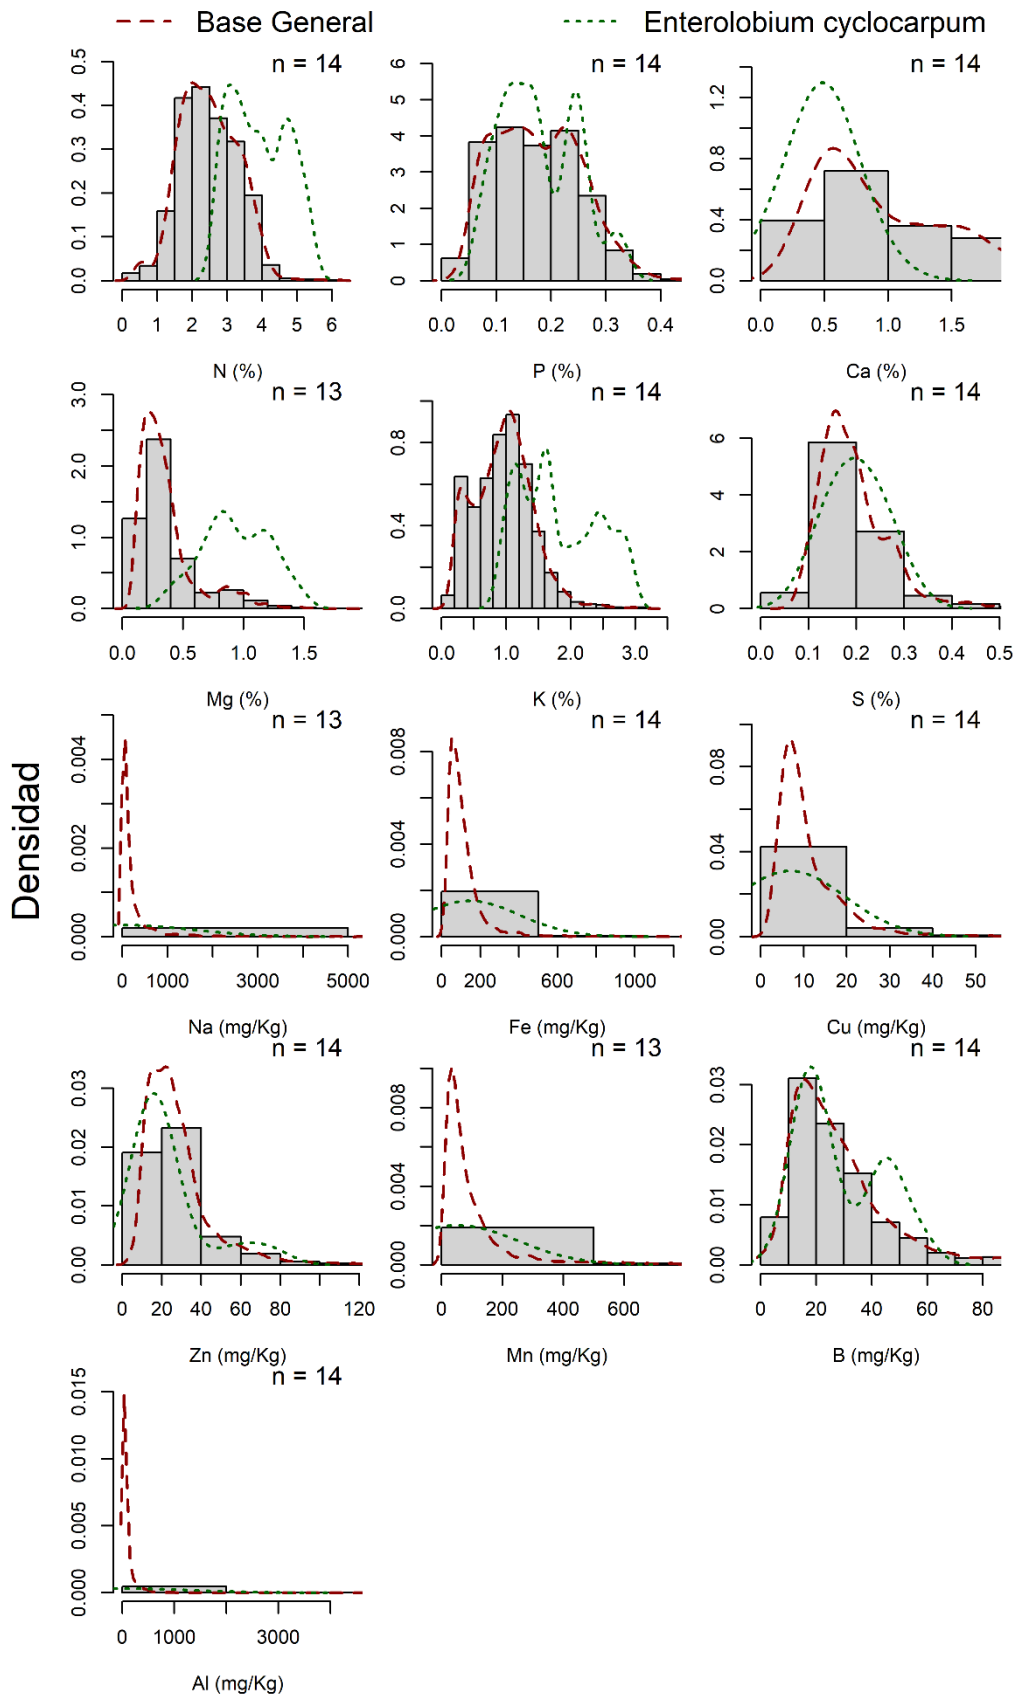 Base General
Enterolobium cyclocarpum
Densidad
n = 14
0.0 0.1 0.2 0.3 0.4 0.5
0 1 2 3 4 5 6
N (%)
n = 14
0 1 2 3 4 5 6
0.0 0.1 0.2 0.3 0.4
P (%)
n = 14
0.0 0.4 0.8 1.2
0.0 0.5 1.0 1.5
Ca (%)
n = 13
0.0 1.0 2.0 3.0
0.0 0.5 1.0 1.5
Mg (%)
n = 14
0.0 0.4 0.8
0.0 1.0 2.0 3.0
K (%)
n = 14
0 2 4 6
0.0 0.1 0.2 0.3 0.4 0.5
S (%)
n = 13
0.000 0.002 0.004
0 1000 3000 5000
Na (mg/Kg)
n = 14
0.000 0.004 0.008
0 200 600 1000
Fe (mg/Kg)
n = 14
0.00 0.04 0.08
0 10 20 30 40 50
Cu (mg/Kg)
n = 14
0.00 0.01 0.02 0.03
0 20 40 60 80 120
Zn (mg/Kg)
n = 13
0.000 0.004 0.008
0 200 400 600
Mn (mg/Kg)
n = 14
0.00 0.01 0.02 0.03
0 20 40 60 80
B (mg/Kg)
n = 14
0.000 0.005 0.010 0.015
0 1000 3000
Al (mg/Kg)